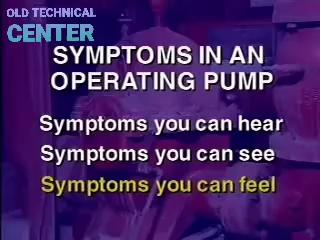 OLD TECHNICAL
CENTER
SYMPTOMS IN AN
OPERATING PUMP
Symptoms you can hear
Symptoms you can see
Symptoms you can feel